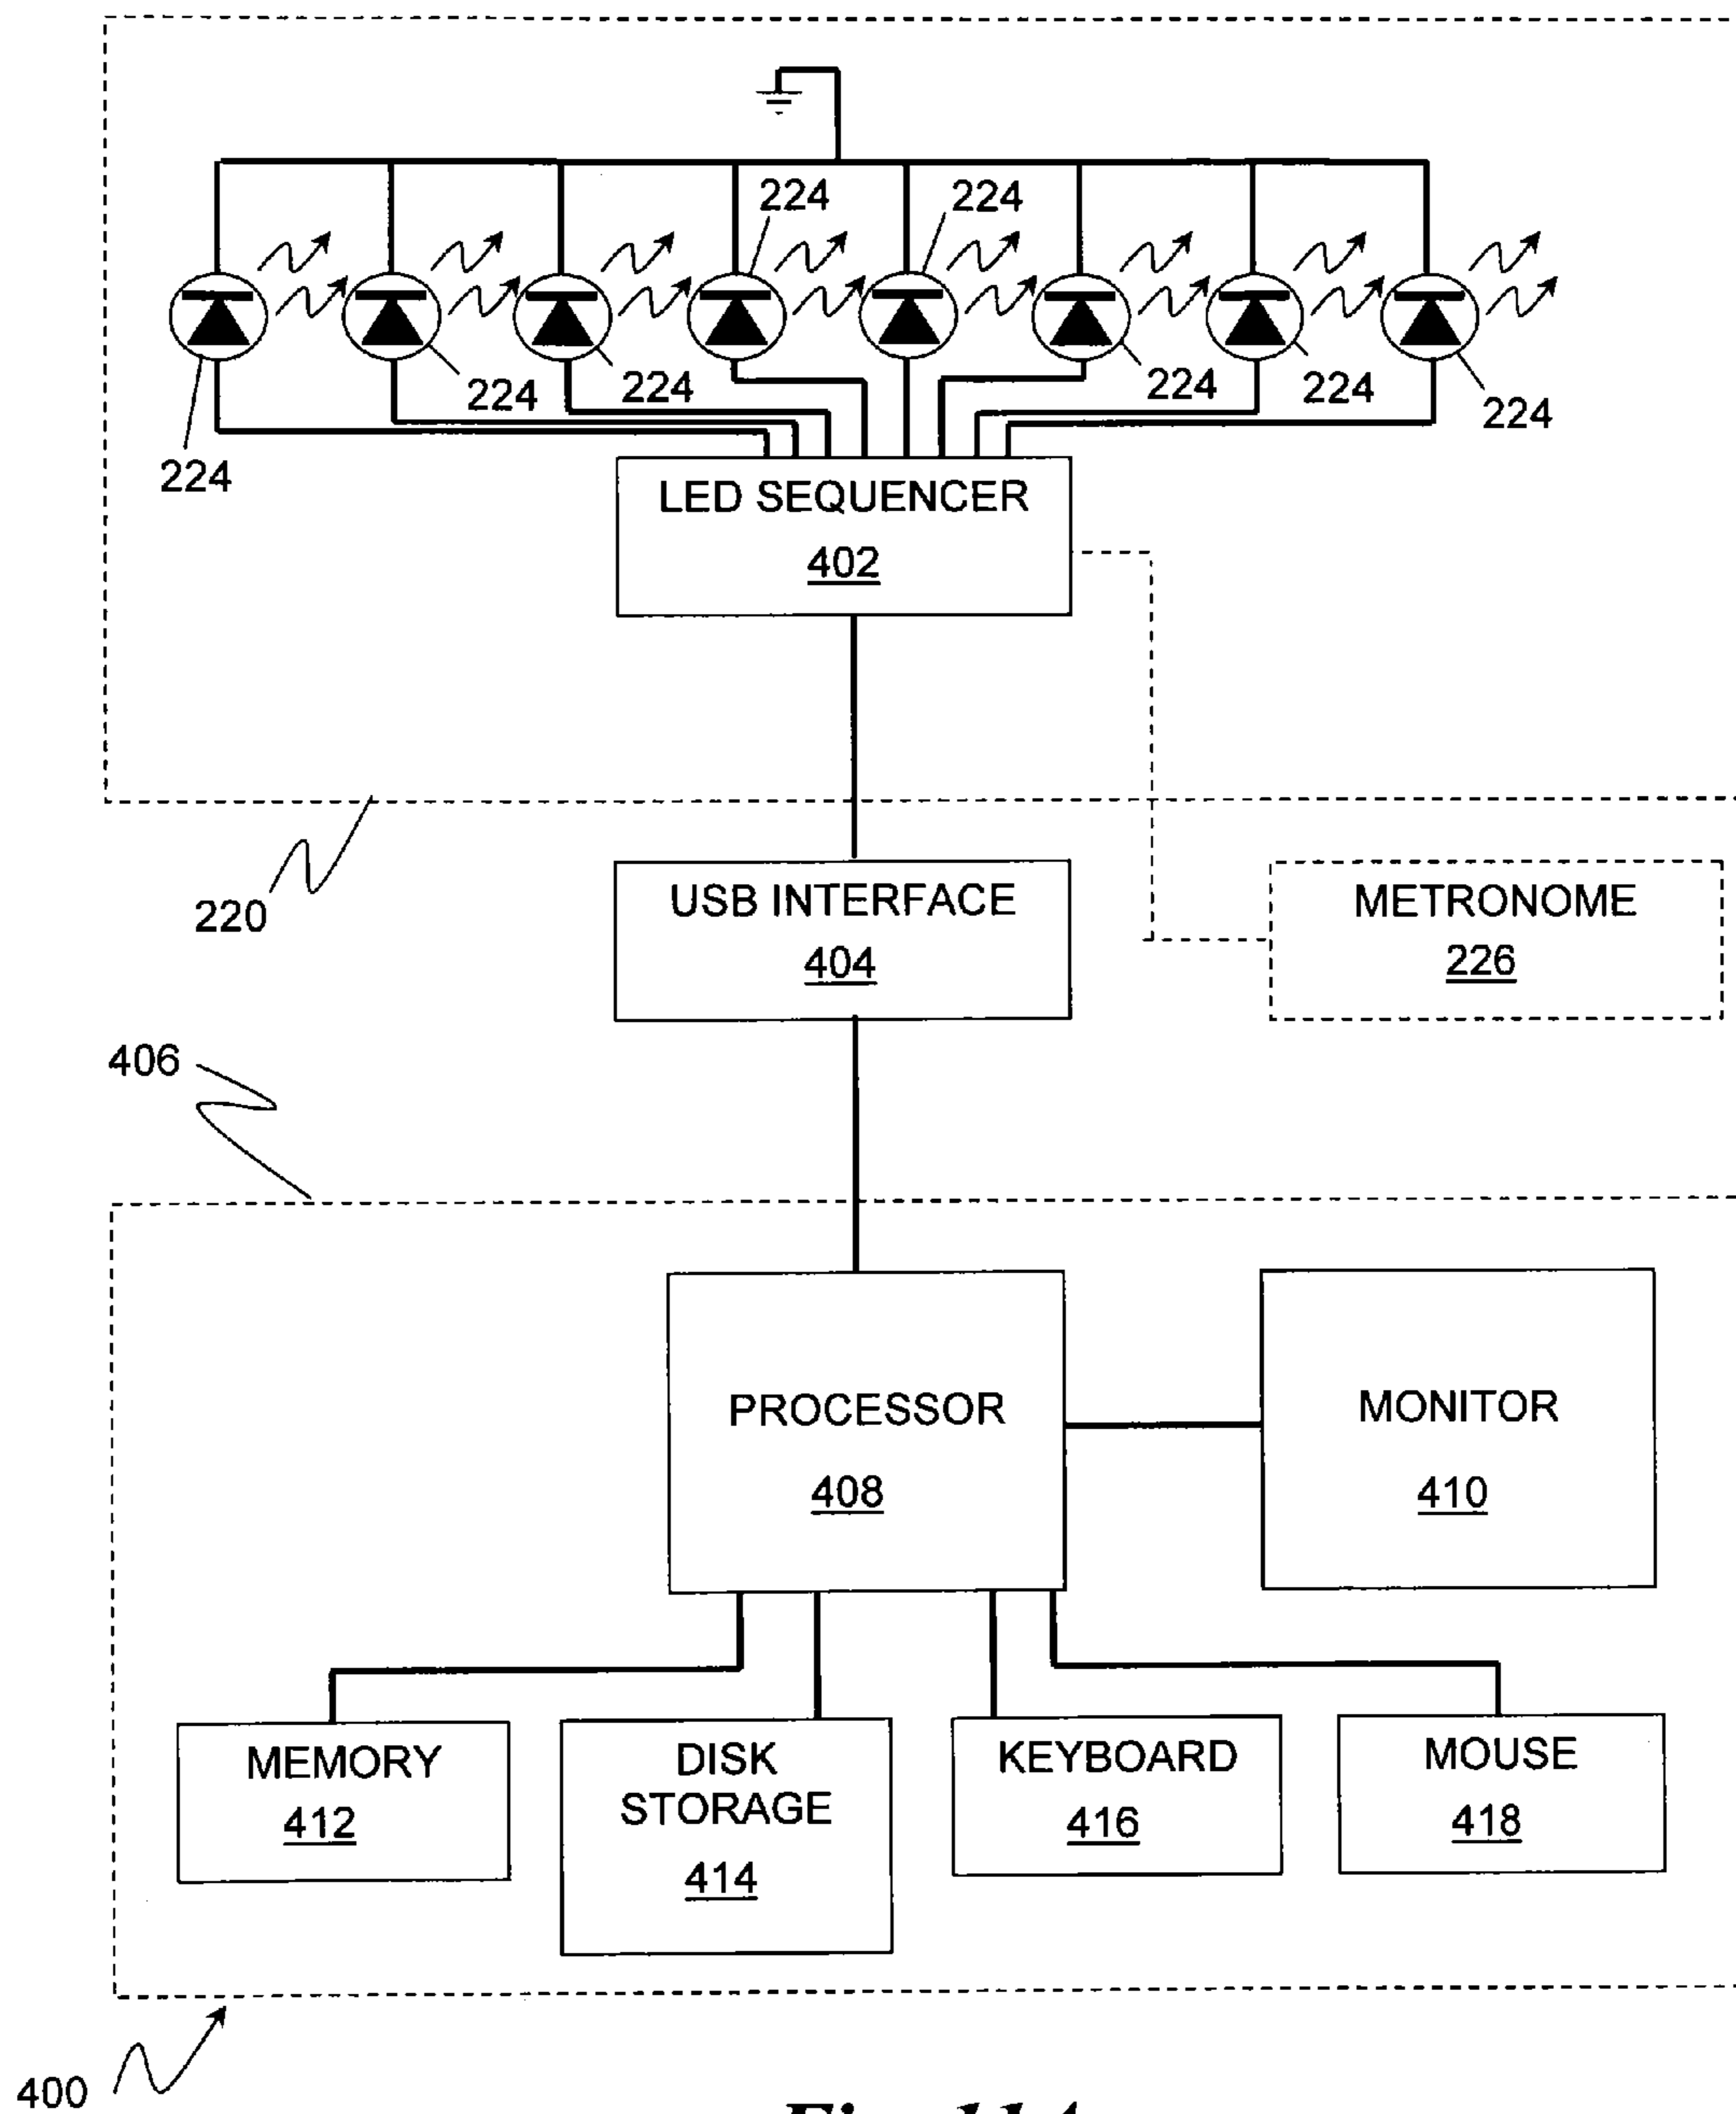 224
224
224
224
224
224
224
224
LED SEQUENCER
402
220
USB INTERFACE
404
METRONOME
226
406
PROCESSOR
408
MONITOR
410
MEMORY
412
DISK
STORAGE
414
KEYBOARD
416
MOUSE
418
400